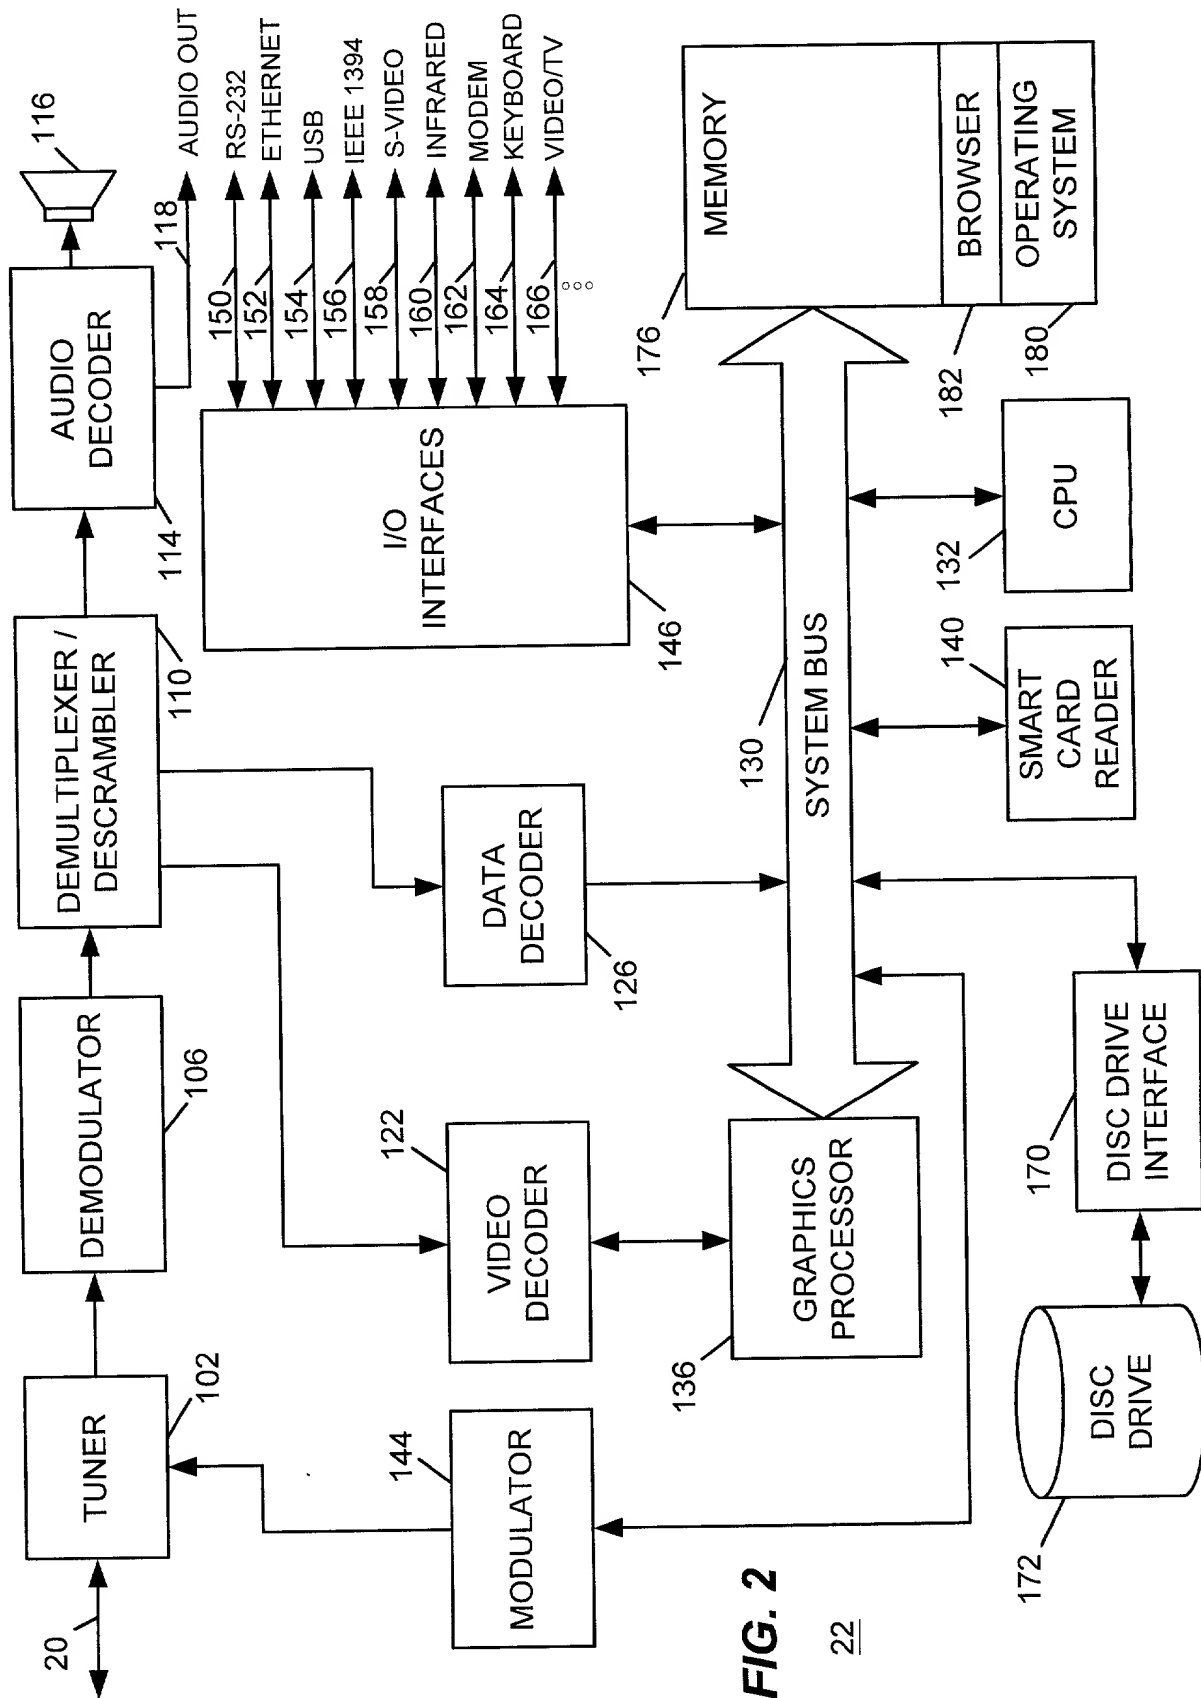 20
TUNER
102
DEMODULATOR
106
DEMULTIPLEXER /
DESCRAMBLER
110
AUDIO
DECODER
114
116
118
AUDIO OUT
150
RS-232
152
ETHERNET
154
USB
156
IEEE 1394
158
S-VIDEO
160
INFRARED
162
MODEM
164
KEYBOARD
166
VIDEO/TV
I/O
INTERFACES
146
MODULATOR
144
VIDEO
DECODER
122
DATA
DECODER
126
GRAPHICS
PROCESSOR
136
SYSTEM BUS
130
MEMORY
176
BROWSER
182
OPERATING
SYSTEM
180
DISC
DRIVE
172
DISC DRIVE
INTERFACE
170
SMART
CARD
READER
140
CPU
132
FIG. 2
22